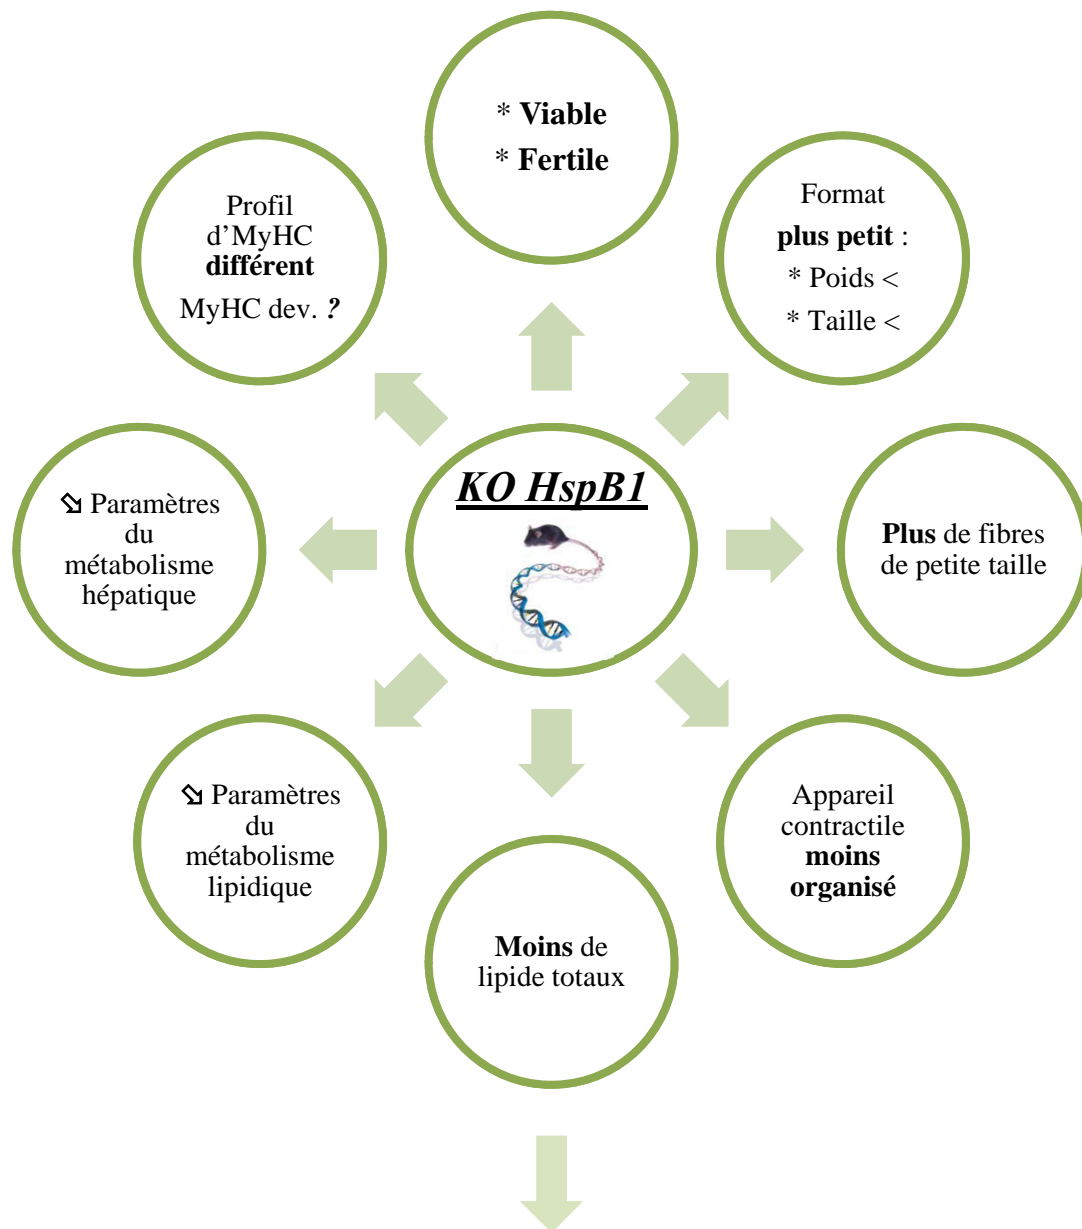 * Viable
* Fertile
Profil
d’MyHC
différent
MyHC dev. ?
Format
plus petit :
* Poids <
* Taille <
KO HspB1
⇘ Paramètres
du
métabolisme
hépatique
Plus de fibres
de petite taille
⇘ Paramètres
du
métabolisme
lipidique
Appareil
contractile
moins
organisé
Moins de
lipide totaux